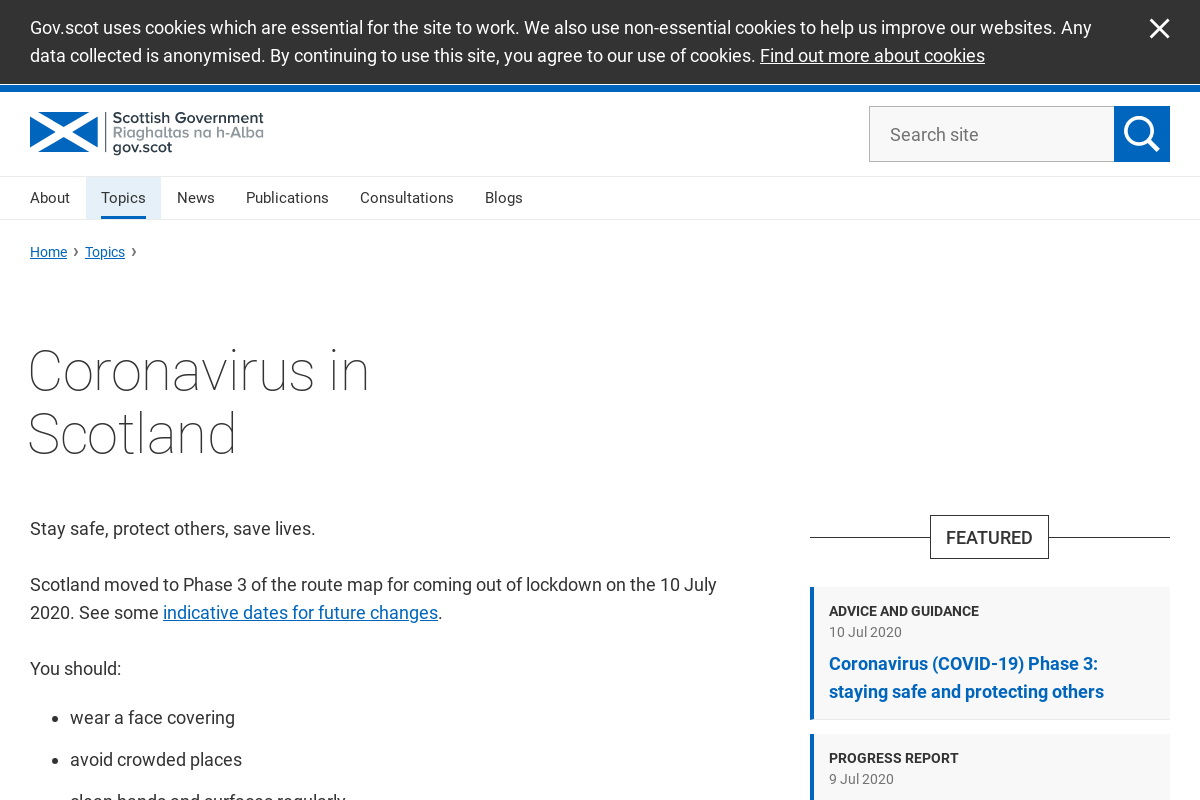 Gov.scot uses cookies which are essential for the site to work. We also use non-essential cookies to help us improve our websites. Any
data collected is anonymised. By continuing to use this site, you agree to our use of cookies. Find out more about cookies
Scottish Government
Riaghaltas na h-Alba
gov.scot
Search site
About Topics News Publications Consultations Blogs
Home › Topics ›
Coronavirus in
Scotland
Stay safe, protect others, save lives.
Scotland moved to Phase 3 of the route map for coming out of lockdown on the 10 July
2020. See some indicative dates for future changes.
You should:
• wear a face covering
• avoid crowded places
• clean hands and surfaces regularly
FEATURED
ADVICE AND GUIDANCE
10 Jul 2020
Coronavirus (COVID-19) Phase 3:
staying safe and protecting others
PROGRESS REPORT
9 Jul 2020